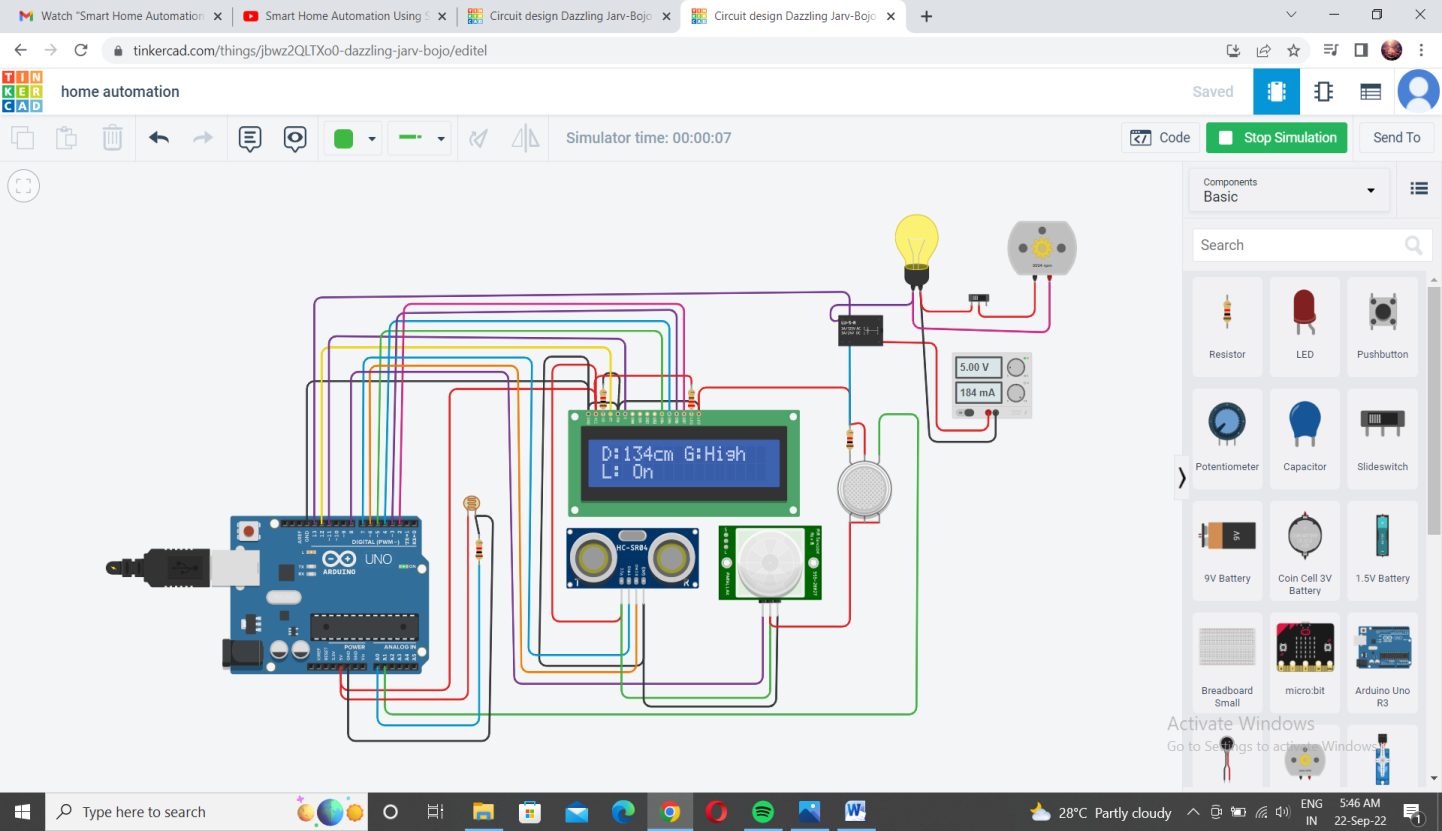 Watch "Smart Home Automation
Smart Home Automation Using S
Circuit design Dazzling Jarv-Bojo
Circuit design Dazzling Jarv-Bojo
tinkercad.com/things/jbwz2QLTXo0-dazzling-jarv-bojo/editel
TIN
KER
CAD
home automation
Saved
Simulator time: 00:00:07
Code
Stop Simulation
Send To
Components
Basic
Search
Resistor
LED
Pushbutton
Potentiometer
Capacitor
Slideswitch
9V
9V Battery
Coin Cell 3V
Battery
1.5V Battery
Breadboard
Small
micro:bit
Arduino Uno
R3
5.00 V
184 mA
D:134cm G:High
L: On
HC-SR04
T
R
DIGITAL (PWM~)
UNO
ARDUINO
ON
POWER
ANALOG IN
Activate Windows
Go to Settings to activate Windows.
Type here to search
28°C Partly cloudy
ENG
IN
5:46 AM
22-Sep-22
1